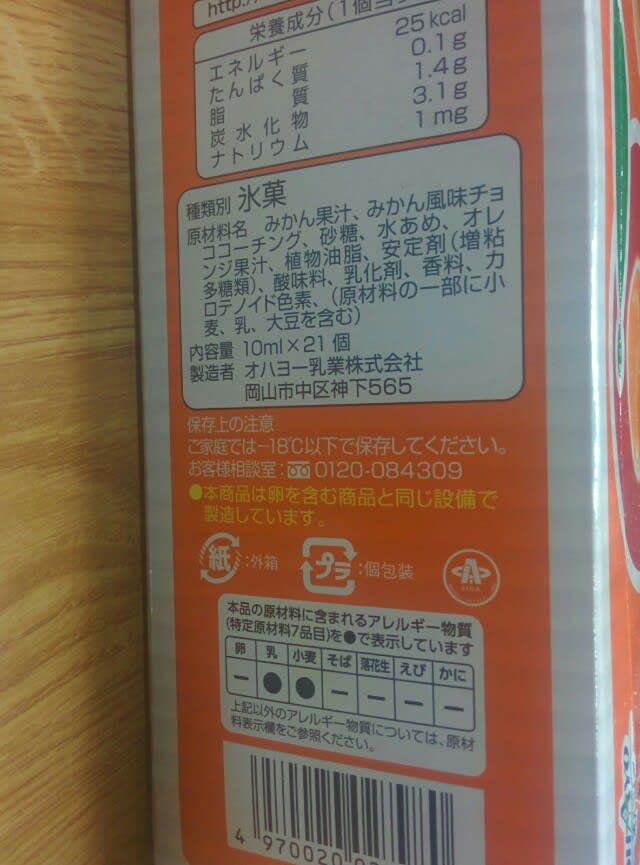 http://
栄養成分(1個当
エネルギー 25 kcal
たんぱく質 0.1g
脂質 1.4g
炭水化物 3.1g
ナトリウム 1mg
種類別 氷菓
原材料名 みかん果汁、みかん風味チョ
ココーチング、砂糖、水あめ、オレ
ンジ果汁、植物油脂、安定剤(増粘
多糖類)、酸味料、乳化剤、香料、カ
ロテノイド色素、(原材料の一部に小
麦、乳、大豆を含む)
内容量 10ml×21個
製造者 オハヨー乳業株式会社
岡山市中区神下565
保存上の注意
ご家庭では-18℃以下で保存してください。
お客様相談室: 0120-084309
●本商品は卵を含む商品と同じ設備で
製造しています。
紙:外箱 プラ:個包装
本品の原材料に含まれるアレルギー物質
(特定原材料7品目)を●で表示しています
卵 乳 小麦 そば 落花生 えび かに
ー ● ● ー ー ー ー
上記以外のアレルギー物質については、原材
料表示欄をご参照ください。
4 970020